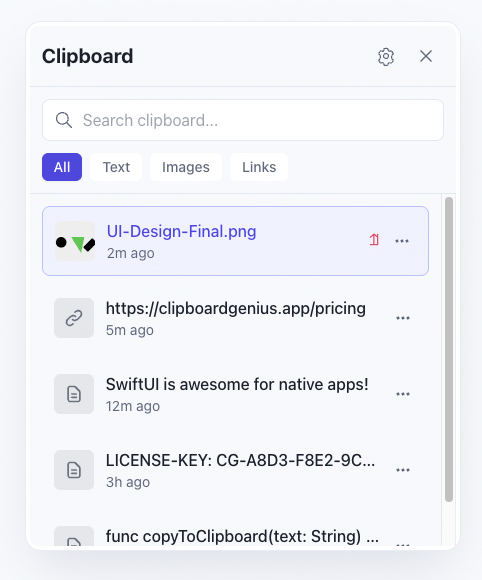 Clipboard
Search clipboard...
All Text Images Links
UI-Design-Final.png
2m ago
https://clipboardgenius.app/pricing
5m ago
SwiftUI is awesome for native apps!
12m ago
LICENSE-KEY: CG-A8D3-F8E2-9C...
3h ago
func copyToClipboard(text: String) ...